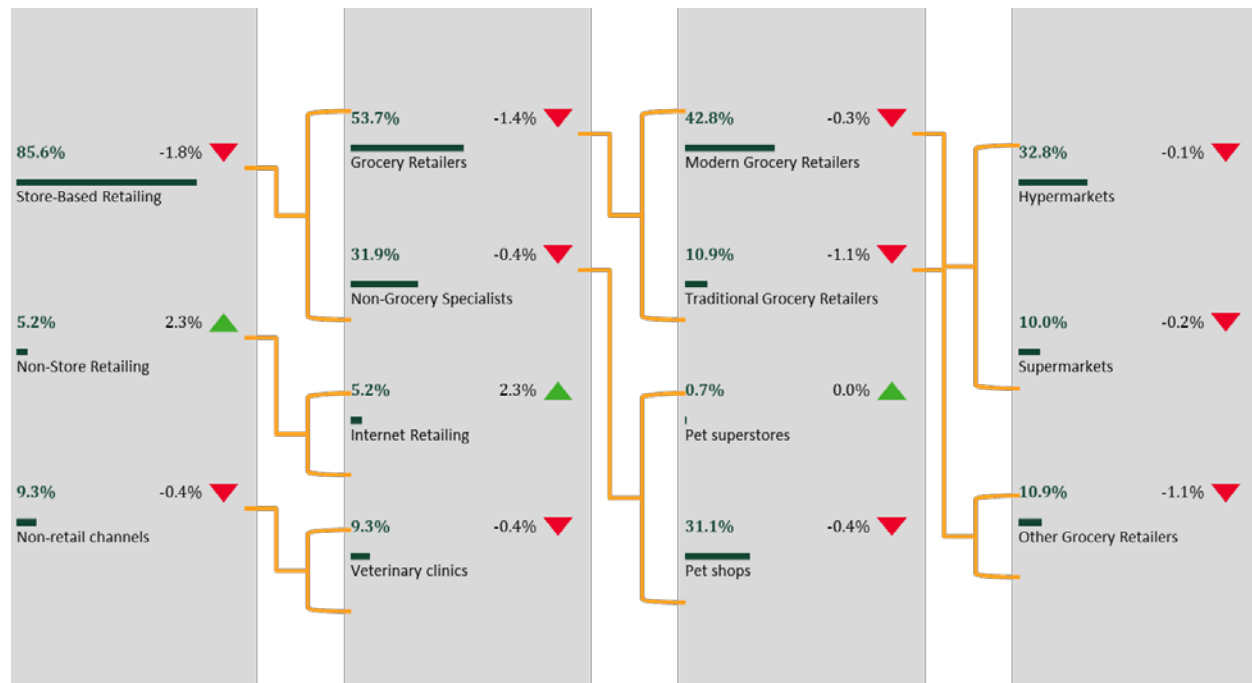 85.6% -1.8%
Store-Based Retailing
5.2% 2.3%
Non-Store Retailing
9.3% -0.4%
Non-retail channels
53.7% -1.4%
Grocery Retailers
31.9% -0.4%
Non-Grocery Specialists
5.2% 2.3%
Internet Retailing
9.3% -0.4%
Veterinary clinics
42.8% -0.3%
Modern Grocery Retailers
10.9% -1.1%
Traditional Grocery Retailers
0.7% 0.0%
Pet superstores
31.1% -0.4%
Pet shops
32.8% -0.1%
Hypermarkets
10.0% -0.2%
Supermarkets
10.9% -1.1%
Other Grocery Retailers